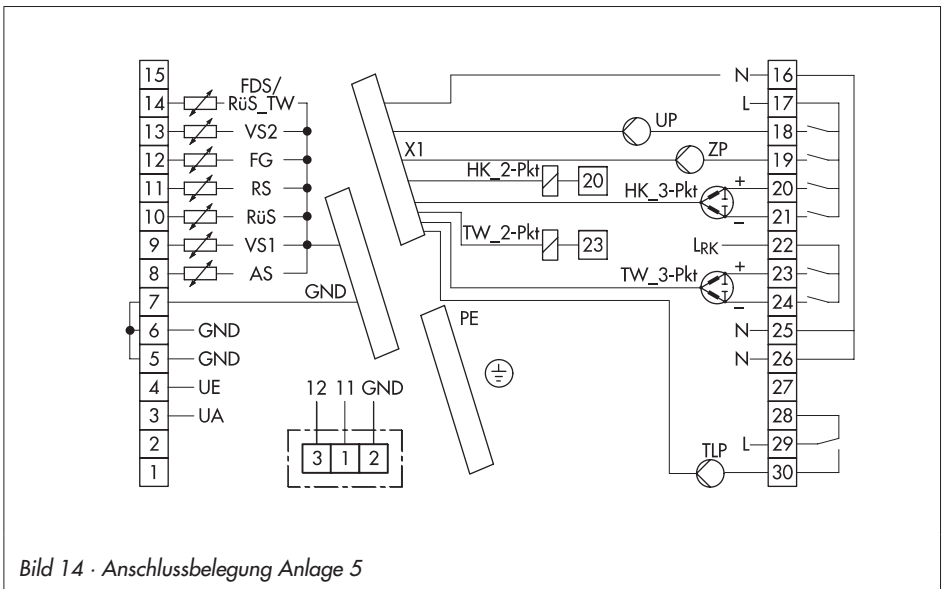 15
FDS/
14 RüS_TW
13 VS2
12 FG
11 RS
10 RüS
9 VS1
8 AS
7 GND
6 GND
5 GND
4 UE
3 UA
2
1
12 11 GND
3 1 2
X1
PE
N 16
L 17
UP 18
ZP 19
HK_2-Pkt 20
HK_3-Pkt + 20
– 21
LRK 22
TW_2-Pkt 23
TW_3-Pkt + 23
– 24
N 25
N 26
27
28
L 29
TLP 30
Bild 14 · Anschlussbelegung Anlage 5